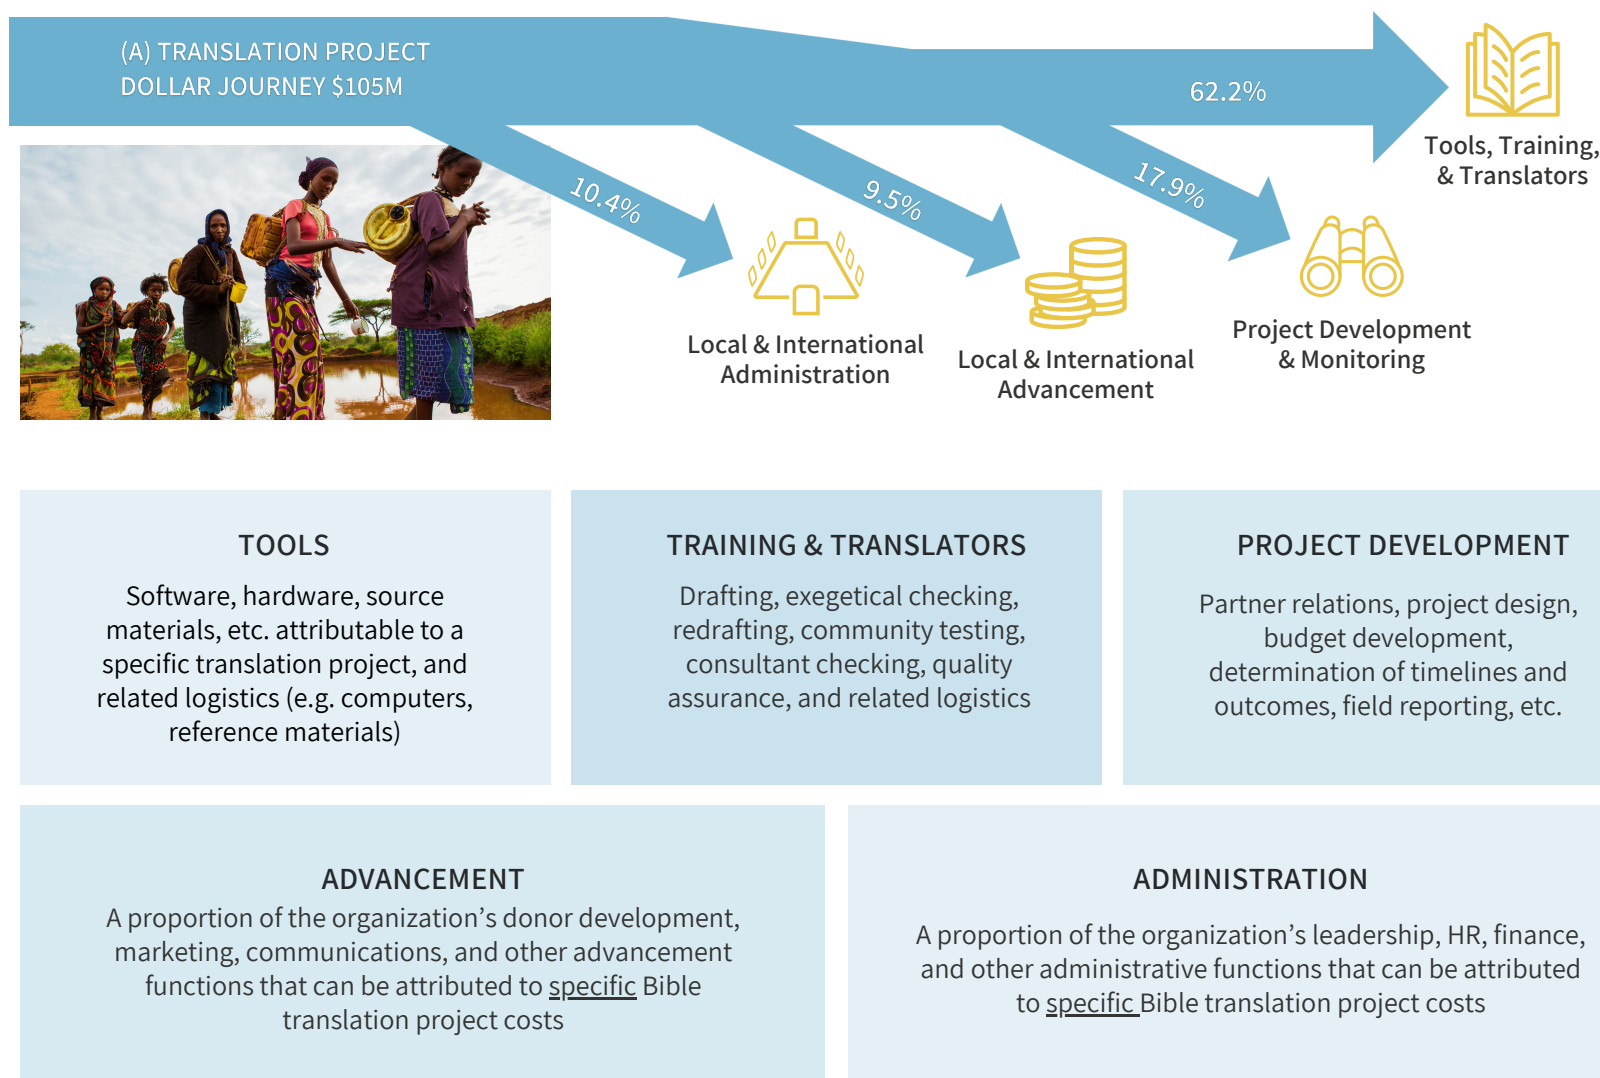 (A) TRANSLATION PROJECT
DOLLAR JOURNEY $105M
62.2%
Tools, Training,
& Translators
10.4%
9.5%
17.9%
Local & International
Administration
Local & International
Advancement
Project Development
& Monitoring
TOOLS
Software, hardware, source
materials, etc. attributable to a
specific translation project, and
related logistics (e.g. computers,
reference materials)
TRAINING & TRANSLATORS
Drafting, exegetical checking,
redrafting, community testing,
consultant checking, quality
assurance, and related logistics
PROJECT DEVELOPMENT
Partner relations, project design,
budget development,
determination of timelines and
outcomes, field reporting, etc.
ADVANCEMENT
A proportion of the organization’s donor development,
marketing, communications, and other advancement
functions that can be attributed to specific Bible
translation project costs
ADMINISTRATION
A proportion of the organization’s leadership, HR, finance,
and other administrative functions that can be attributed
to specific Bible translation project costs